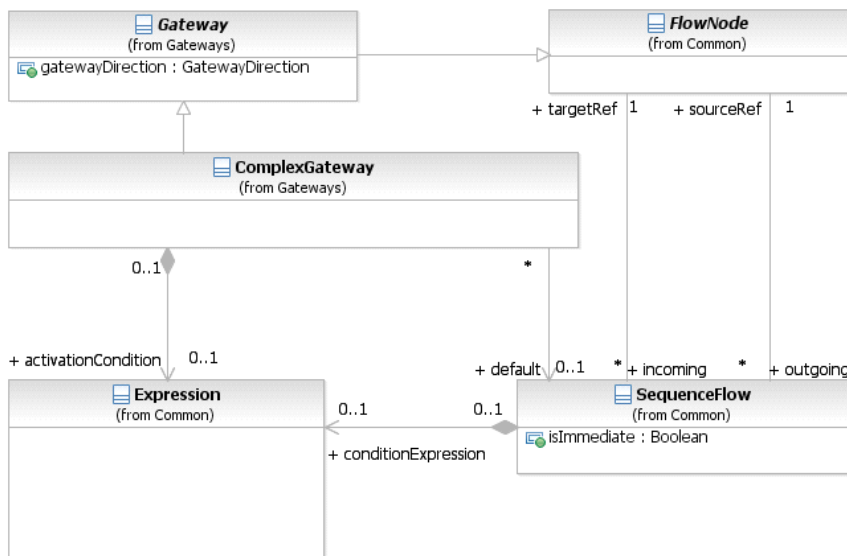 Gateway
(from Gateways)
gatewayDirection : GatewayDirection
FlowNode
(from Common)
+ targetRef 1
+ sourceRef 1
ComplexGateway
(from Gateways)
0..1
*
+ activationCondition 0..1
+ default 0..1
* + incoming
* + outgoing
Expression
(from Common)
0..1
0..1
+ conditionExpression
SequenceFlow
(from Common)
isImmediate : Boolean